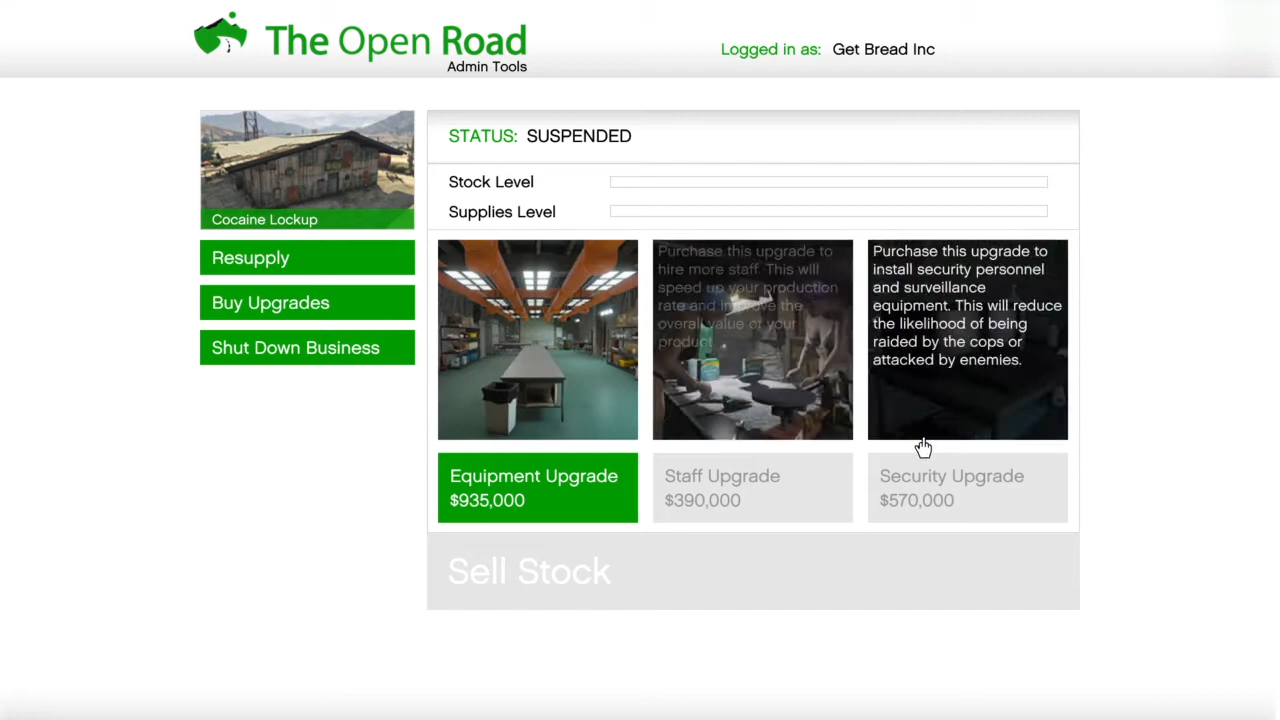 The Open Road
Admin Tools
Logged in as: Get Bread Inc
Cocaine Lockup
Resupply
Buy Upgrades
Shut Down Business
STATUS: SUSPENDED
Stock Level
Supplies Level
Purchase this upgrade to
hire more staff. This will
speed up your production
rate and improve the
overall value of your
product.
Purchase this upgrade to
install security personnel
and surveillance
equipment. This will reduce
the likelihood of being
raided by the cops or
attacked by enemies.
Equipment Upgrade
$935,000
Staff Upgrade
$390,000
Security Upgrade
$570,000
Sell Stock